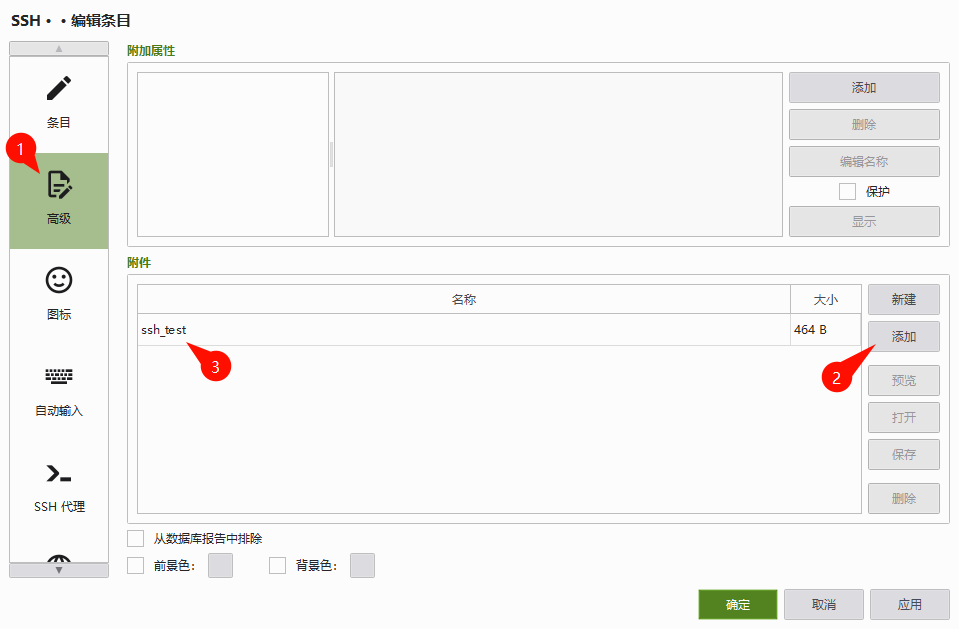 SSH • • 编辑条目
条目
1
高级
图标
自动输入
SSH 代理
附加属性
添加
删除
编辑名称
保护
显示
附件
名称 大小
ssh_test 464 B
3
新建
添加
2
预览
打开
保存
删除
从数据库报告中排除
前景色： 背景色：
确定 取消 应用